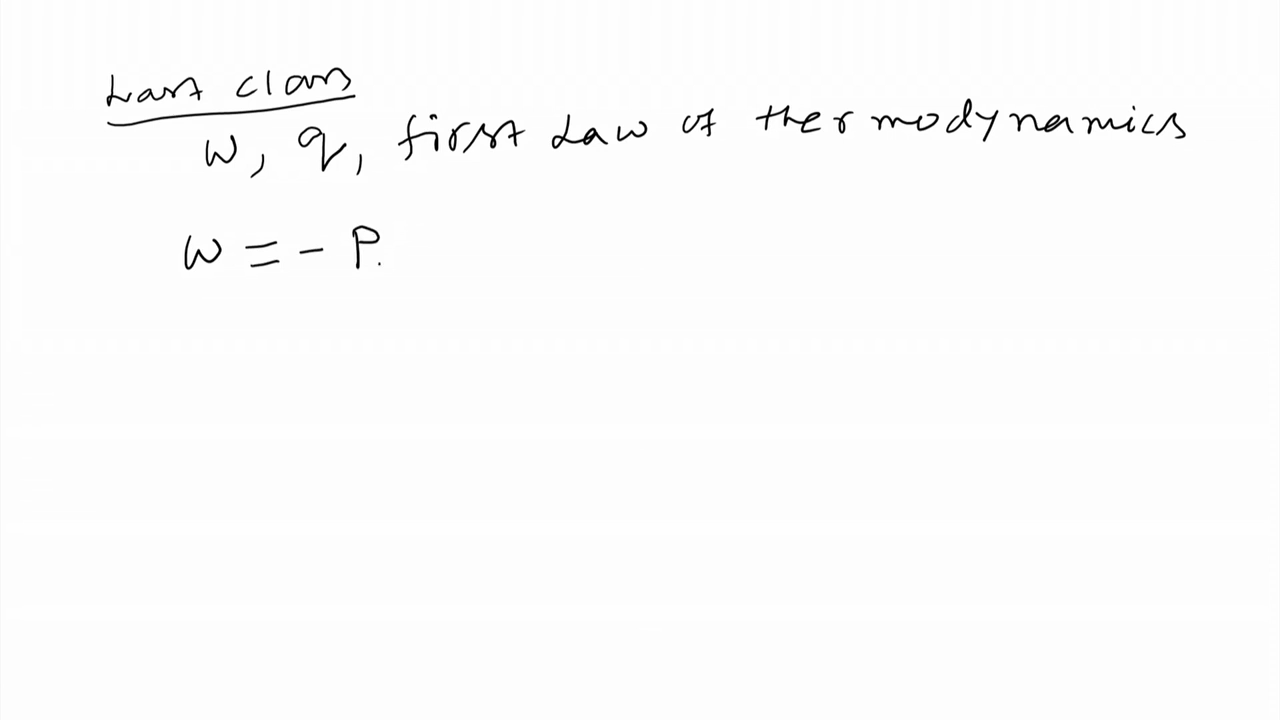 Last class
w, q, first Law of thermodynamics
w = - P.